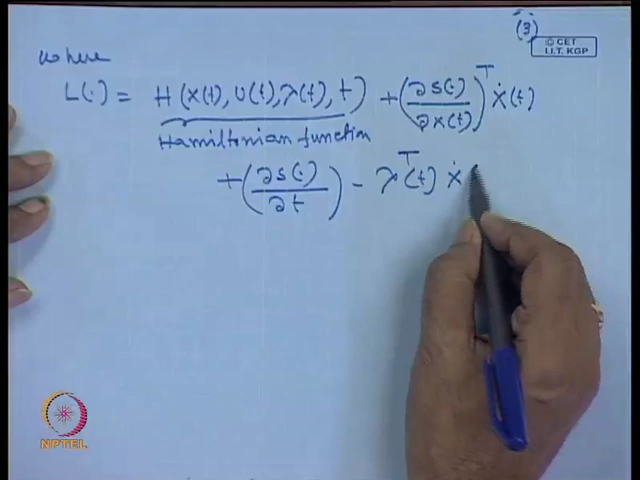 (3)
© CET
I.I.T. KGP
where
L(·) = H(x(t), u(t), λ(t), t) + (∂s(·)/∂x(t))ᵀ ẋ(t)
Hamiltonian function
+ (∂s(·)/∂t) - λᵀ(t) ẋ
NPTEL